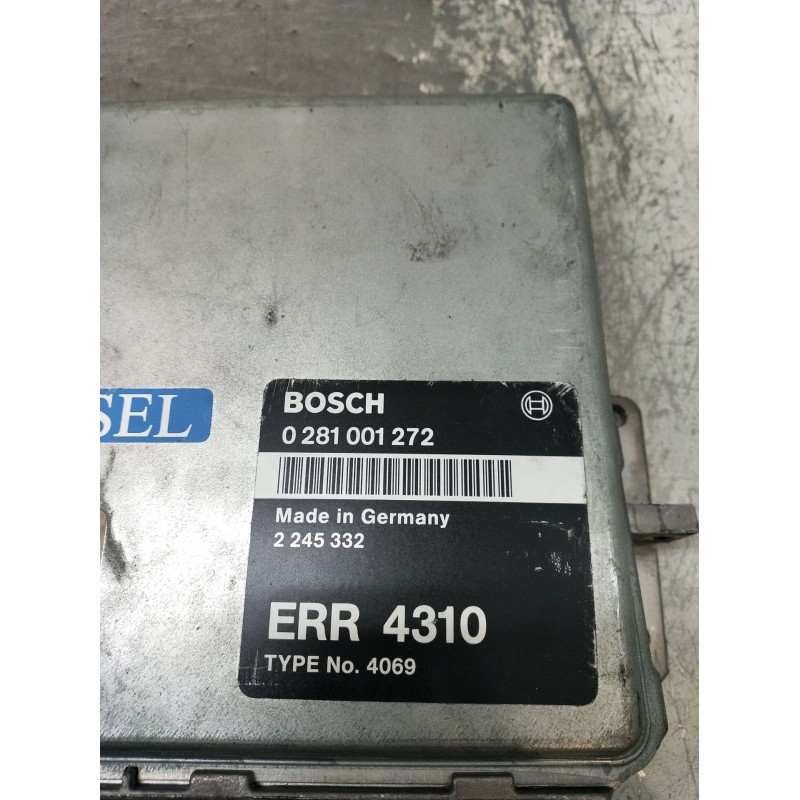 SEL
BOSCH
0 281 001 272
Made in Germany
2 245 332
ERR 4310
TYPE No. 4069